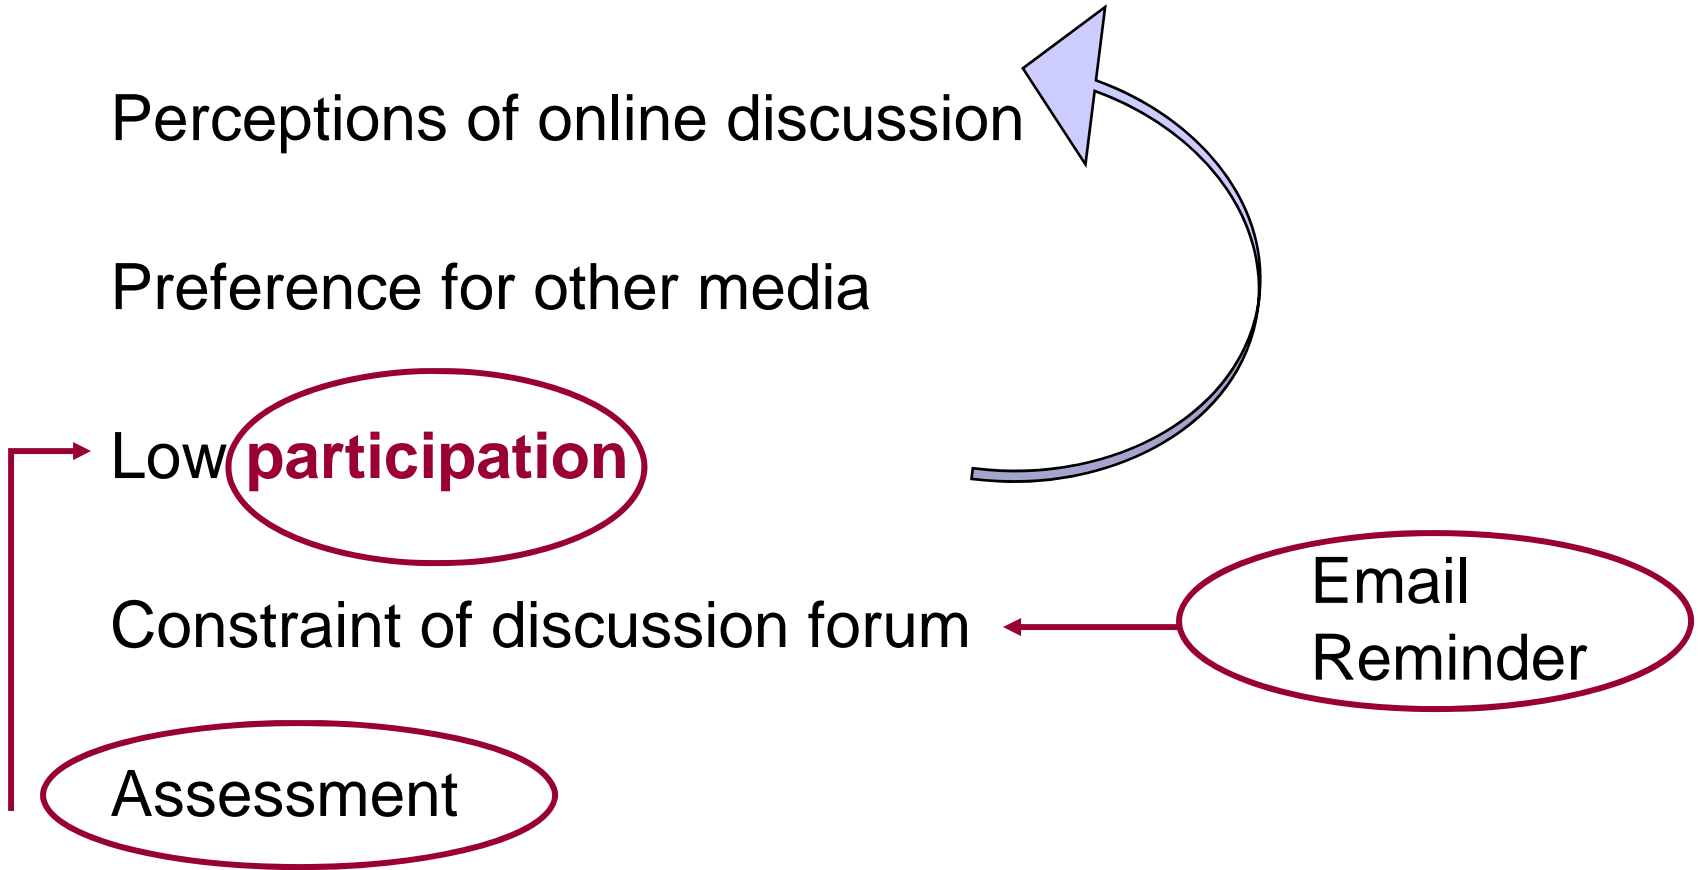 Perceptions of online discussion
Preference for other media
Low participation
Constraint of discussion forum
Email
Reminder
Assessment